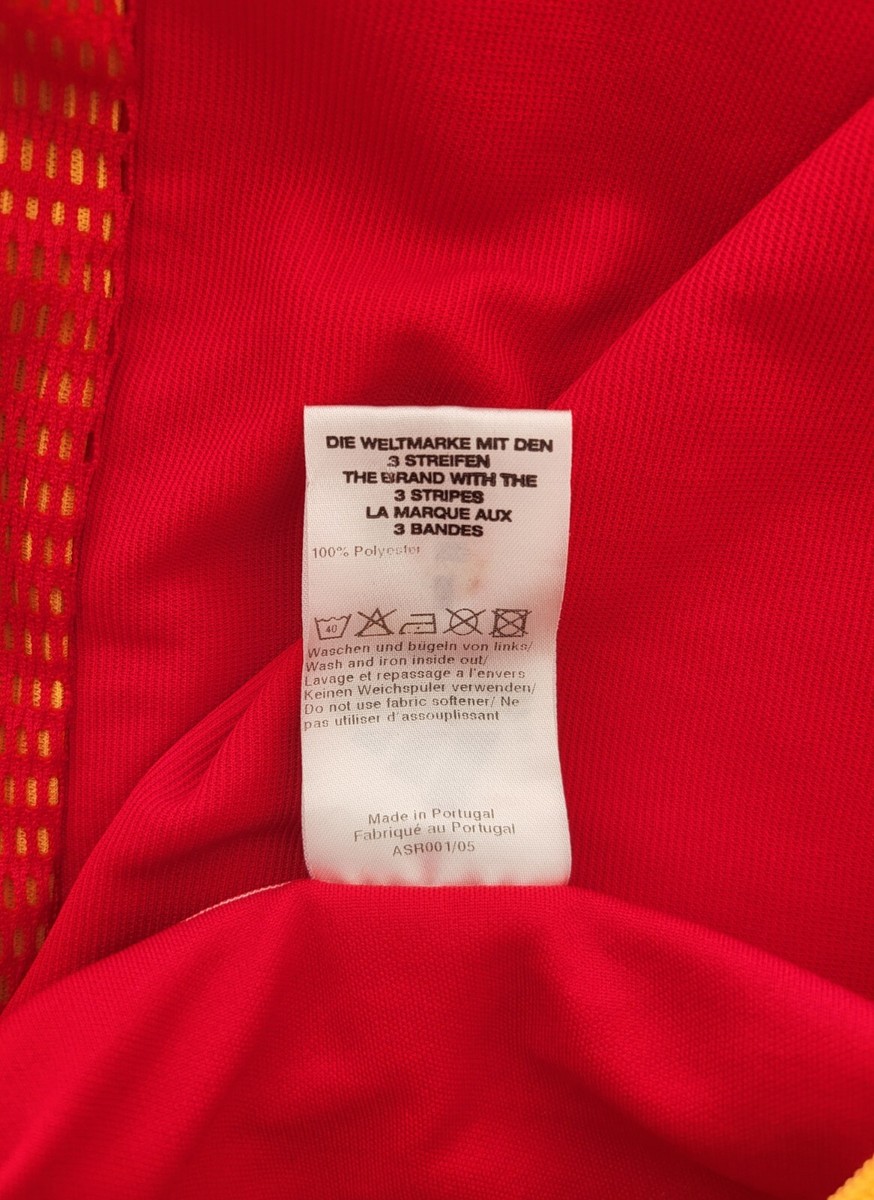 DIE WELTMARKE MIT DEN
3 STREIFEN
THE BRAND WITH THE
3 STRIPES
LA MARQUE AUX
3 BANDES
100% Polyester
40
Waschen und bügeln von links/
Wash and iron inside out/
Lavage et repassage a l'envers
Keinen Weichspuler verwenden/
Do not use fabric softener/ Ne
pas utiliser d'assouplissant
Made in Portugal
Fabriqué au Portugal
ASR001/05